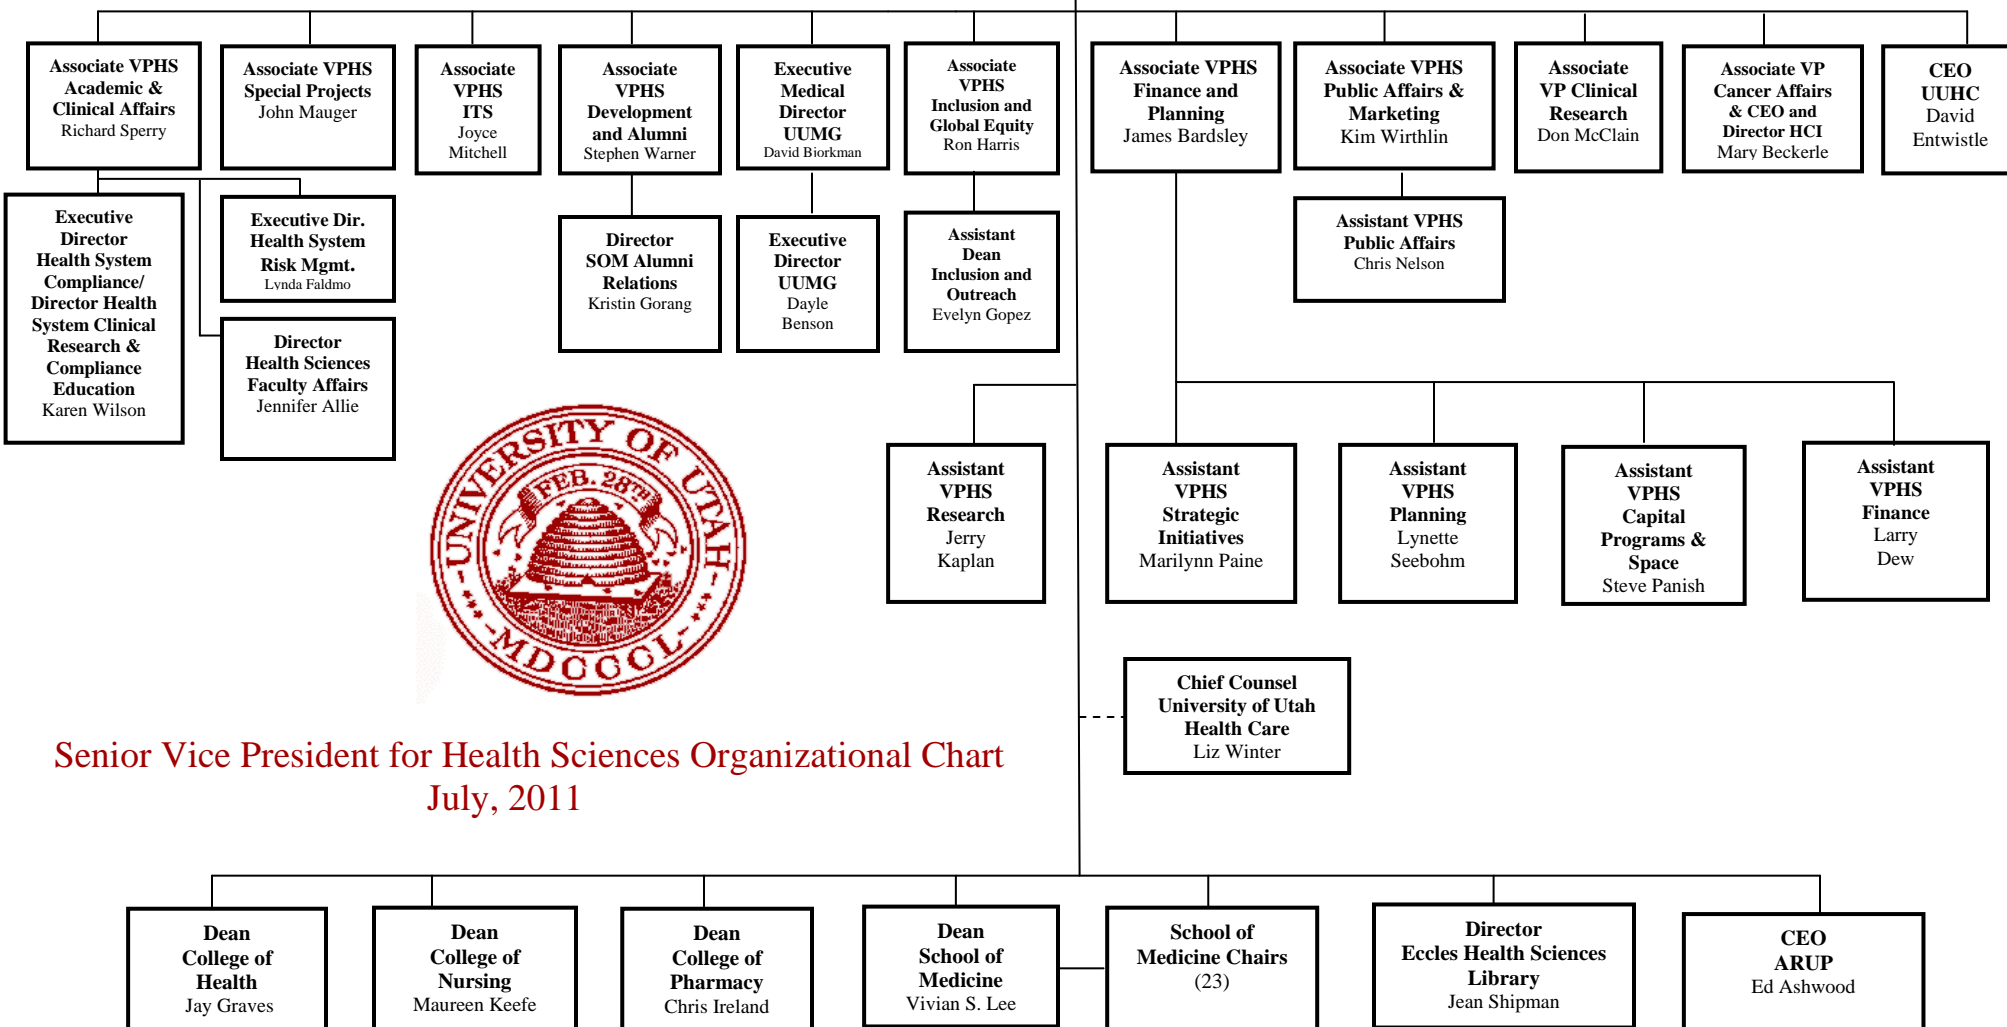 Associate VPHS
Academic &
Clinical Affairs
Richard Sperry
Associate VPHS
Special Projects
John Mauger
Associate
VPHS
ITS
Joyce
Mitchell
Associate
VPHS
Development
and Alumni
Stephen Warner
Executive
Medical
Director
UUMG
David Biorkman
Associate
VPHS
Inclusion and
Global Equity
Ron Harris
Associate VPHS
Finance and
Planning
James Bardsley
Associate VPHS
Public Affairs &
Marketing
Kim Wirthlin
Associate
VP Clinical
Research
Don McClain
Associate VP
Cancer Affairs
& CEO and
Director HCI
Mary Beckerle
CEO
UUHC
David
Entwistle
Executive
Director
Health System
Compliance/
Director Health
System Clinical
Research &
Compliance
Education
Karen Wilson
Executive Dir.
Health System
Risk Mgmt.
Lynda Faldmo
Director
Health Sciences
Faculty Affairs
Jennifer Allie
Director
SOM Alumni
Relations
Kristin Gorang
Executive
Director
UUMG
Dayle
Benson
Assistant
Dean
Inclusion and
Outreach
Evelyn Gopez
Assistant VPHS
Public Affairs
Chris Nelson
Assistant
VPHS
Research
Jerry
Kaplan
Assistant
VPHS
Strategic
Initiatives
Marilynn Paine
Assistant
VPHS
Planning
Lynette
Seebohm
Assistant
VPHS
Capital
Programs &
Space
Steve Panish
Assistant
VPHS
Finance
Larry
Dew
UNIVERSITY OF UTAH
FEB. 28TH
MDCCCL
Chief Counsel
University of Utah
Health Care
Liz Winter
Senior Vice President for Health Sciences Organizational Chart
July, 2011
Dean
College of
Health
Jay Graves
Dean
College of
Nursing
Maureen Keefe
Dean
College of
Pharmacy
Chris Ireland
Dean
School of
Medicine
Vivian S. Lee
School of
Medicine Chairs
(23)
Director
Eccles Health Sciences
Library
Jean Shipman
CEO
ARUP
Ed Ashwood